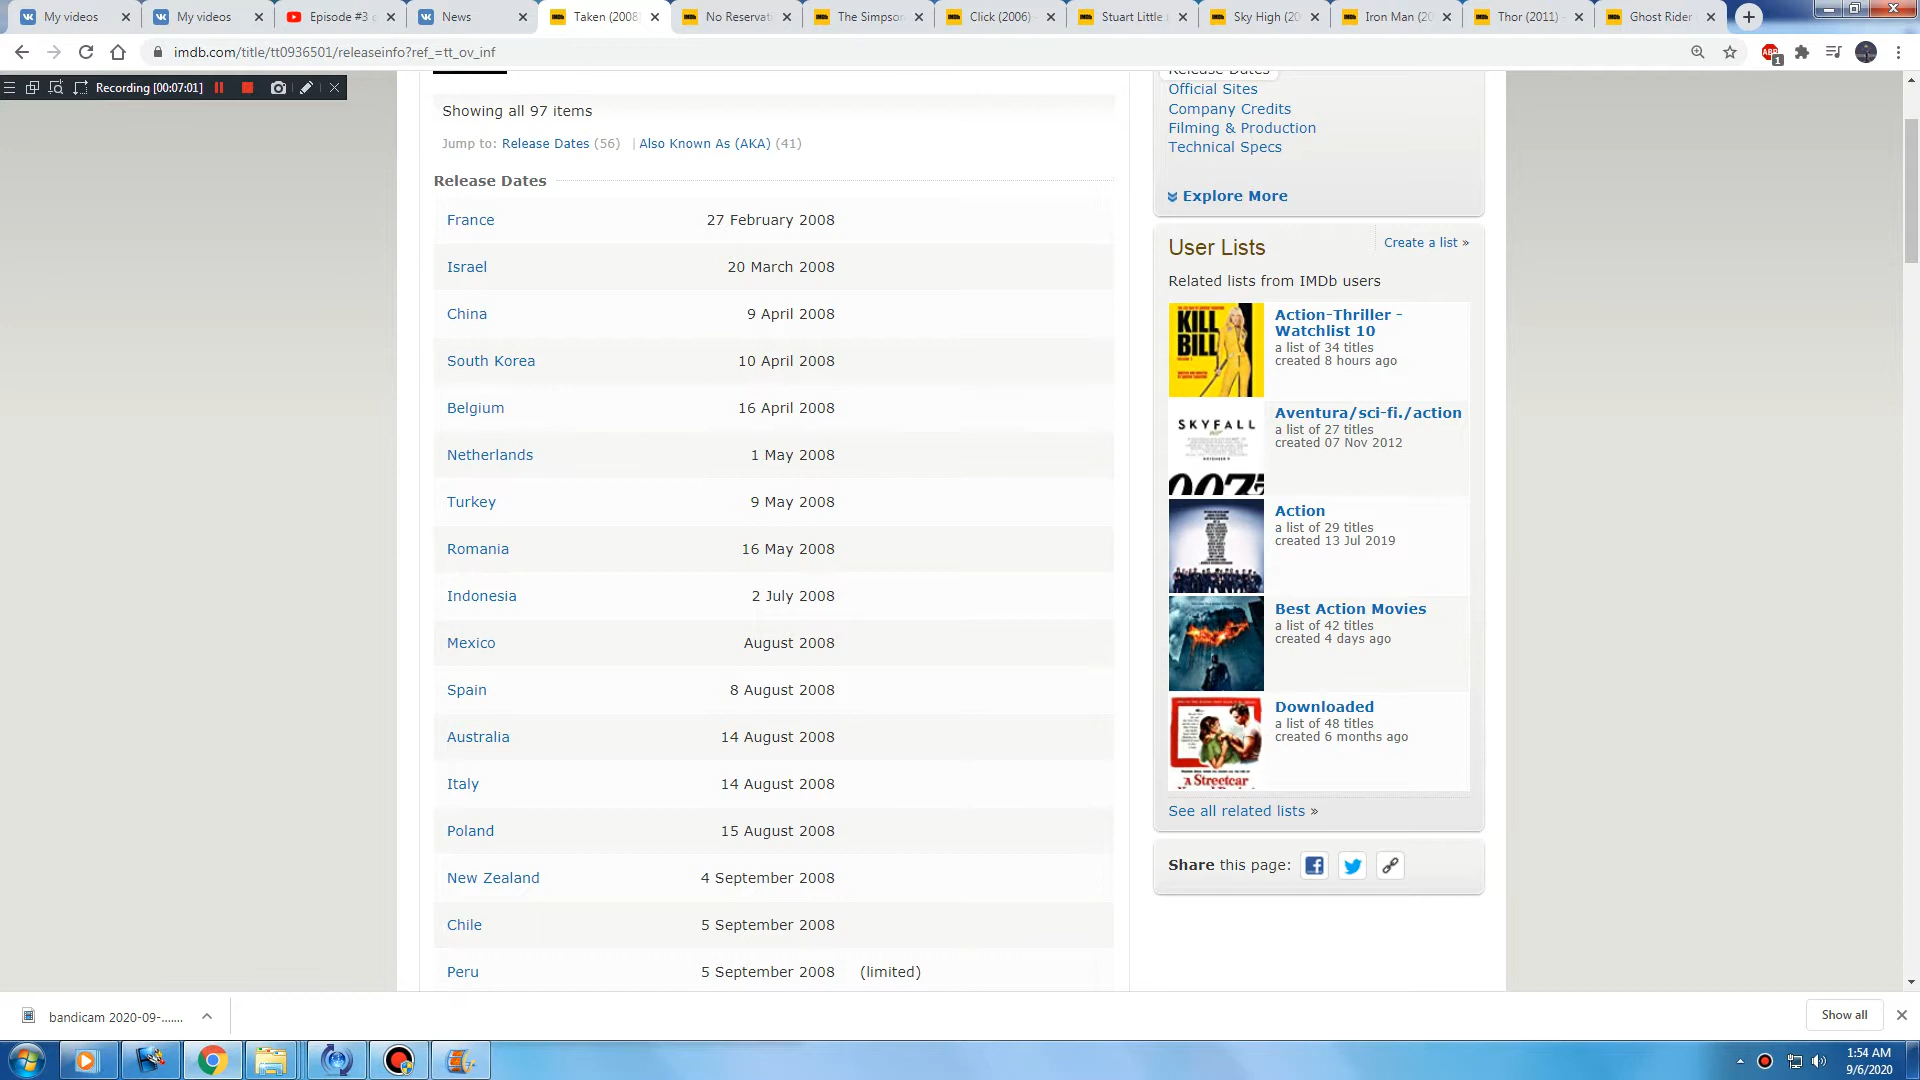 My videos
My videos
Episode #3
News
Taken (2008
No Reservat
The Simpson
Click (2006) -
Stuart Little
Sky High (20
Iron Man (20
Thor (2011) -
Ghost Rider
imdb.com/title/tt0936501/releaseinfo?ref_=tt_ov_inf
ABP
1
Recording [00:07:01]
Showing all 97 items
Jump to: Release Dates (56) | Also Known As (AKA) (41)
Release Dates
France 27 February 2008
Israel 20 March 2008
China 9 April 2008
South Korea 10 April 2008
Belgium 16 April 2008
Netherlands 1 May 2008
Turkey 9 May 2008
Romania 16 May 2008
Indonesia 2 July 2008
Mexico August 2008
Spain 8 August 2008
Australia 14 August 2008
Italy 14 August 2008
Poland 15 August 2008
New Zealand 4 September 2008
Chile 5 September 2008
Peru 5 September 2008 (limited)
Release Dates
Official Sites
Company Credits
Filming & Production
Technical Specs
Explore More
User Lists
Create a list »
Related lists from IMDb users
KILL
BILL
Action-Thriller -
Watchlist 10
a list of 34 titles
created 8 hours ago
SKYFALL
007
Aventura/sci-fi./action
a list of 27 titles
created 07 Nov 2012
Action
a list of 29 titles
created 13 Jul 2019
Best Action Movies
a list of 42 titles
created 4 days ago
A Streetcar
Downloaded
a list of 48 titles
created 6 months ago
See all related lists »
Share this page:
bandicam 2020-09-.......
Show all
1:54 AM
9/6/2020